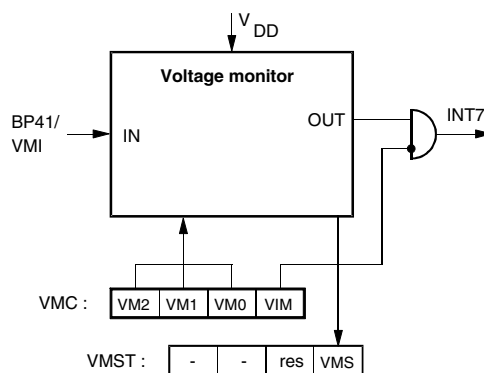 V
DD
Voltage monitor
BP41/
VMI
IN
OUT
INT7
VMC : VM2 VM1 VM0 VIM
VMST : - - res VMS